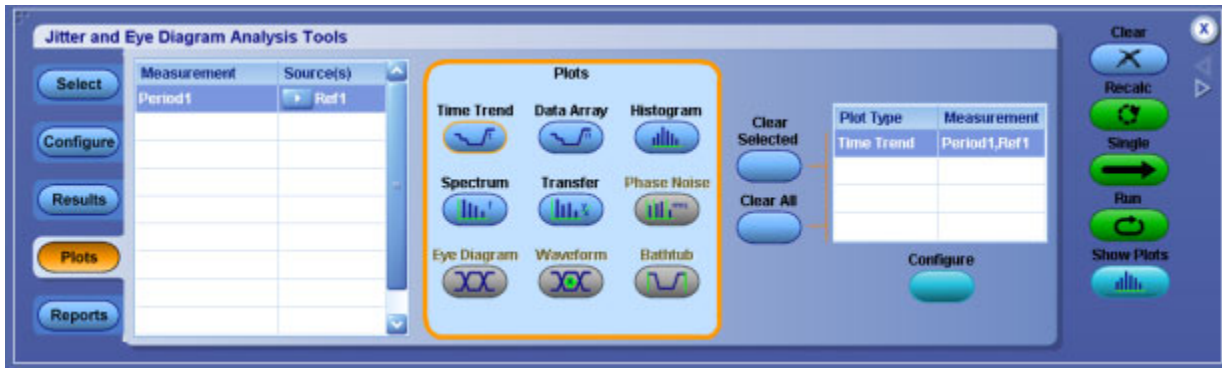 Jitter and Eye Diagram Analysis Tools
Select
Configure
Results
Plots
Reports
Measurement Source(s)
Period1 Ref1
Plots
Time Trend Data Array Histogram
Spectrum Transfer Phase Noise
Eye Diagram Waveform Bathtub
Clear
Selected
Clear All
Plot Type Measurement
Time Trend Period1,Ref1
Configure
Clear
Recalc
Single
Run
Show Plots
x